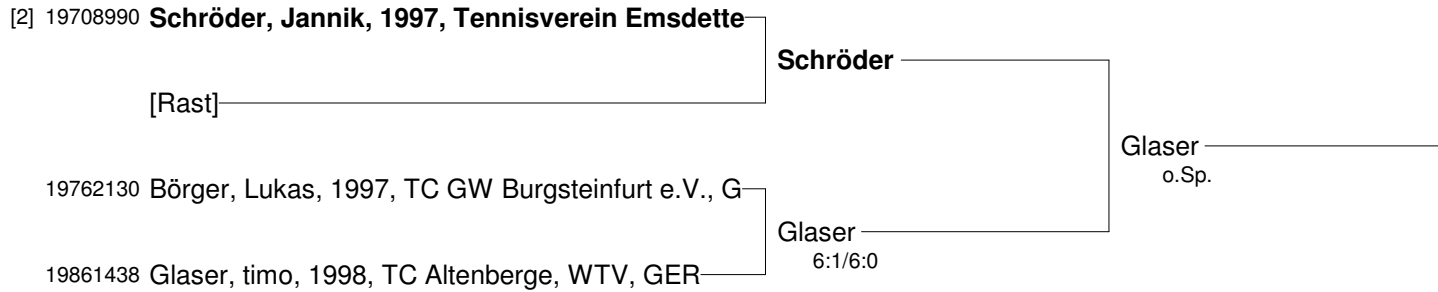 [2] 19708990 Schröder, Jannik, 1997, Tennisverein Emsdette
Schröder
[Rast]
Glaser
o.Sp.
19762130 Börger, Lukas, 1997, TC GW Burgsteinfurt e.V., G
Glaser
6:1/6:0
19861438 Glaser, timo, 1998, TC Altenberge, WTV, GER